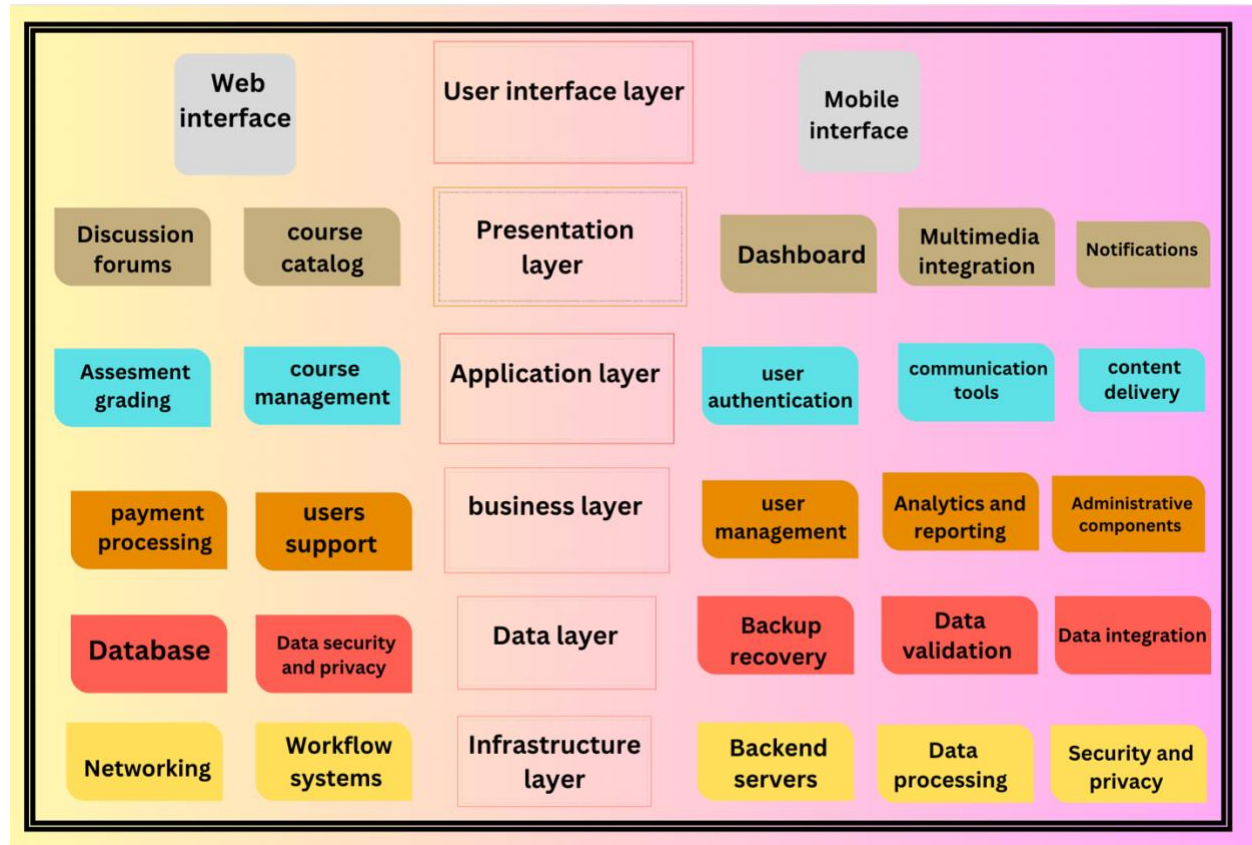 Web
interface
User interface layer
Mobile
interface
Discussion
forums
course
catalog
Presentation
layer
Dashboard
Multimedia
integration
Notifications
Assesment
grading
course
management
Application layer
user
authentication
communication
tools
content
delivery
payment
processing
users
support
business layer
user
management
Analytics and
reporting
Administrative
components
Database
Data security
and privacy
Data layer
Backup
recovery
Data
validation
Data integration
Networking
Workflow
systems
Infrastructure
layer
Backend
servers
Data
processing
Security and
privacy